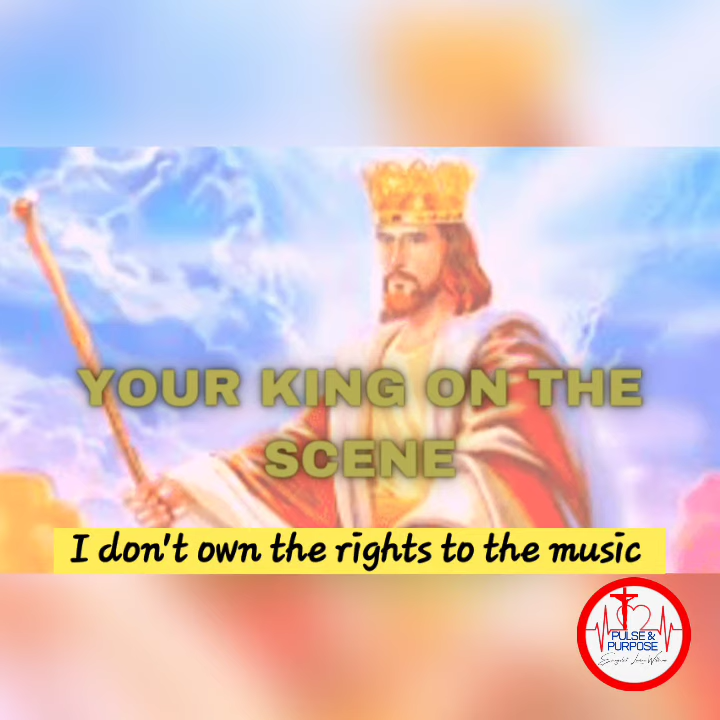 YOUR KING ON THE
SCENE
I don't own the rights to the music
PULSE &
PURPOSE